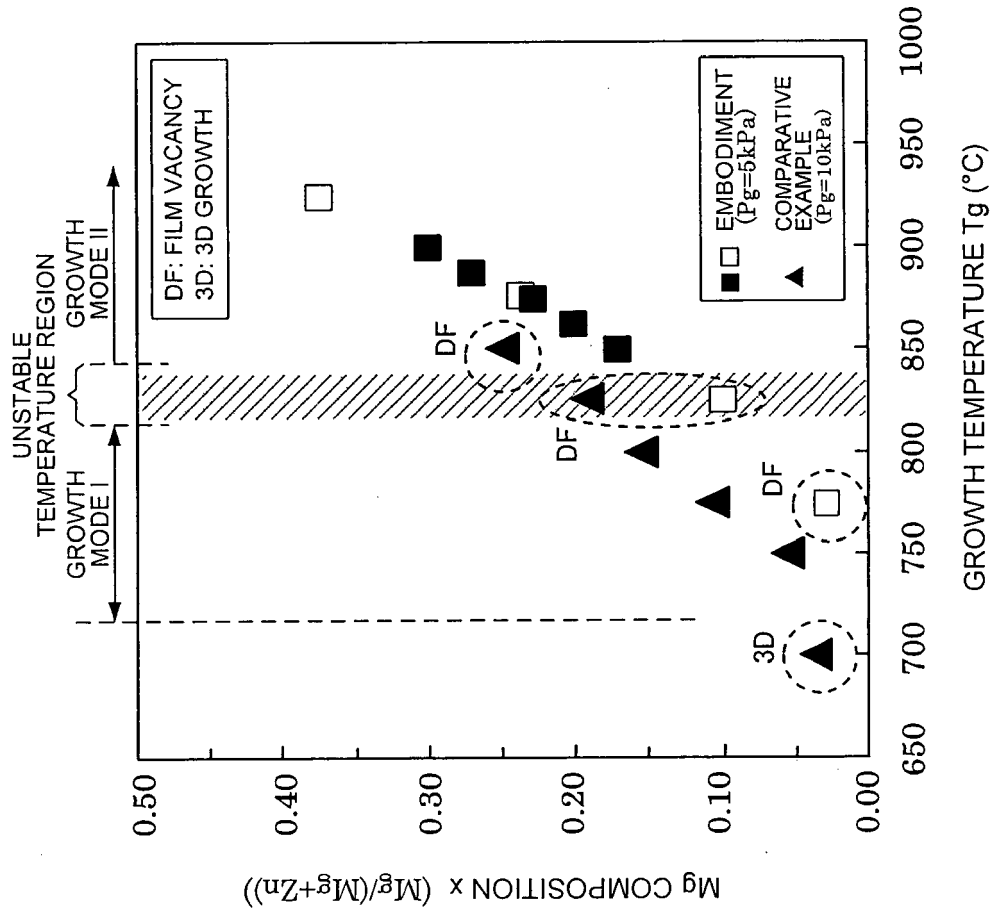 UNSTABLE
TEMPERATURE REGION
GROWTH
MODE I
GROWTH
MODE II
DF: FILM VACANCY
3D: 3D GROWTH
DF
DF
DF
3D
EMBODIMENT
(Pg=5kPa)
COMPARATIVE
EXAMPLE
(Pg=10kPa)
0.50
0.40
0.30
0.20
0.10
0.00
Mg COMPOSITION x (Mg/(Mg+Zn))
650
700
750
800
850
900
950
1000
GROWTH TEMPERATURE Tg (°C)